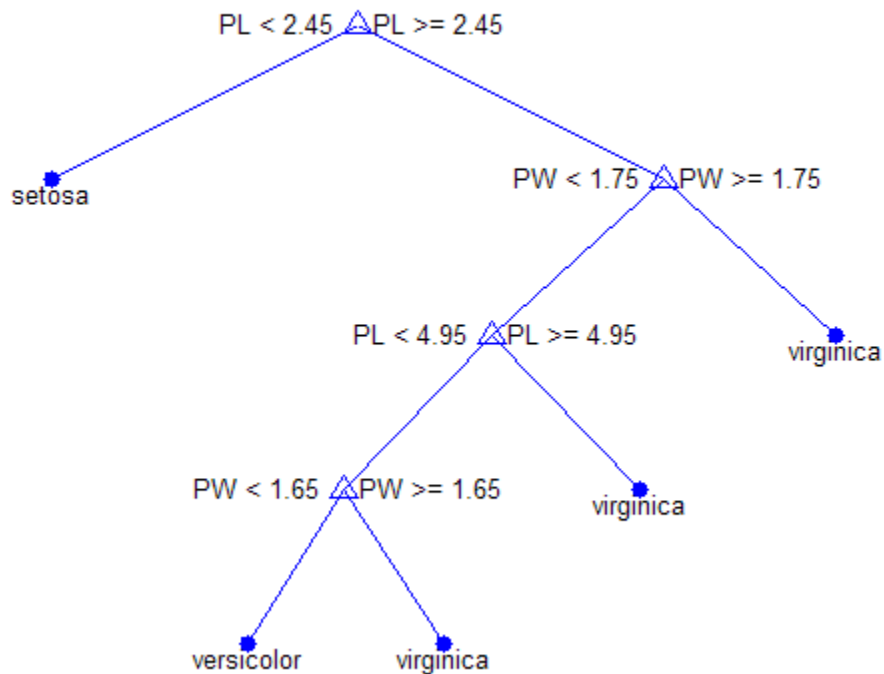 PL < 2.45 PL >= 2.45
setosa
PW < 1.75 PW >= 1.75
PL < 4.95 PL >= 4.95
virginica
PW < 1.65 PW >= 1.65
virginica
versicolor virginica